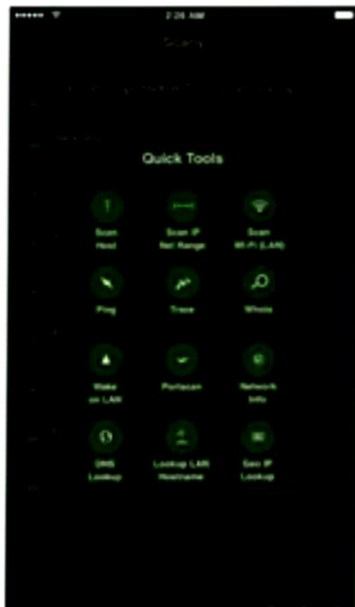 2:26 AM
Scany
Quick Tools
Scan Host
Scan IP Net Range
Scan Wi-Fi (LAN)
Ping
Trace
Whois
Wake on LAN
Portscan
Network Info
DNS Lookup
Lookup LAN Hostname
Geo IP Lookup